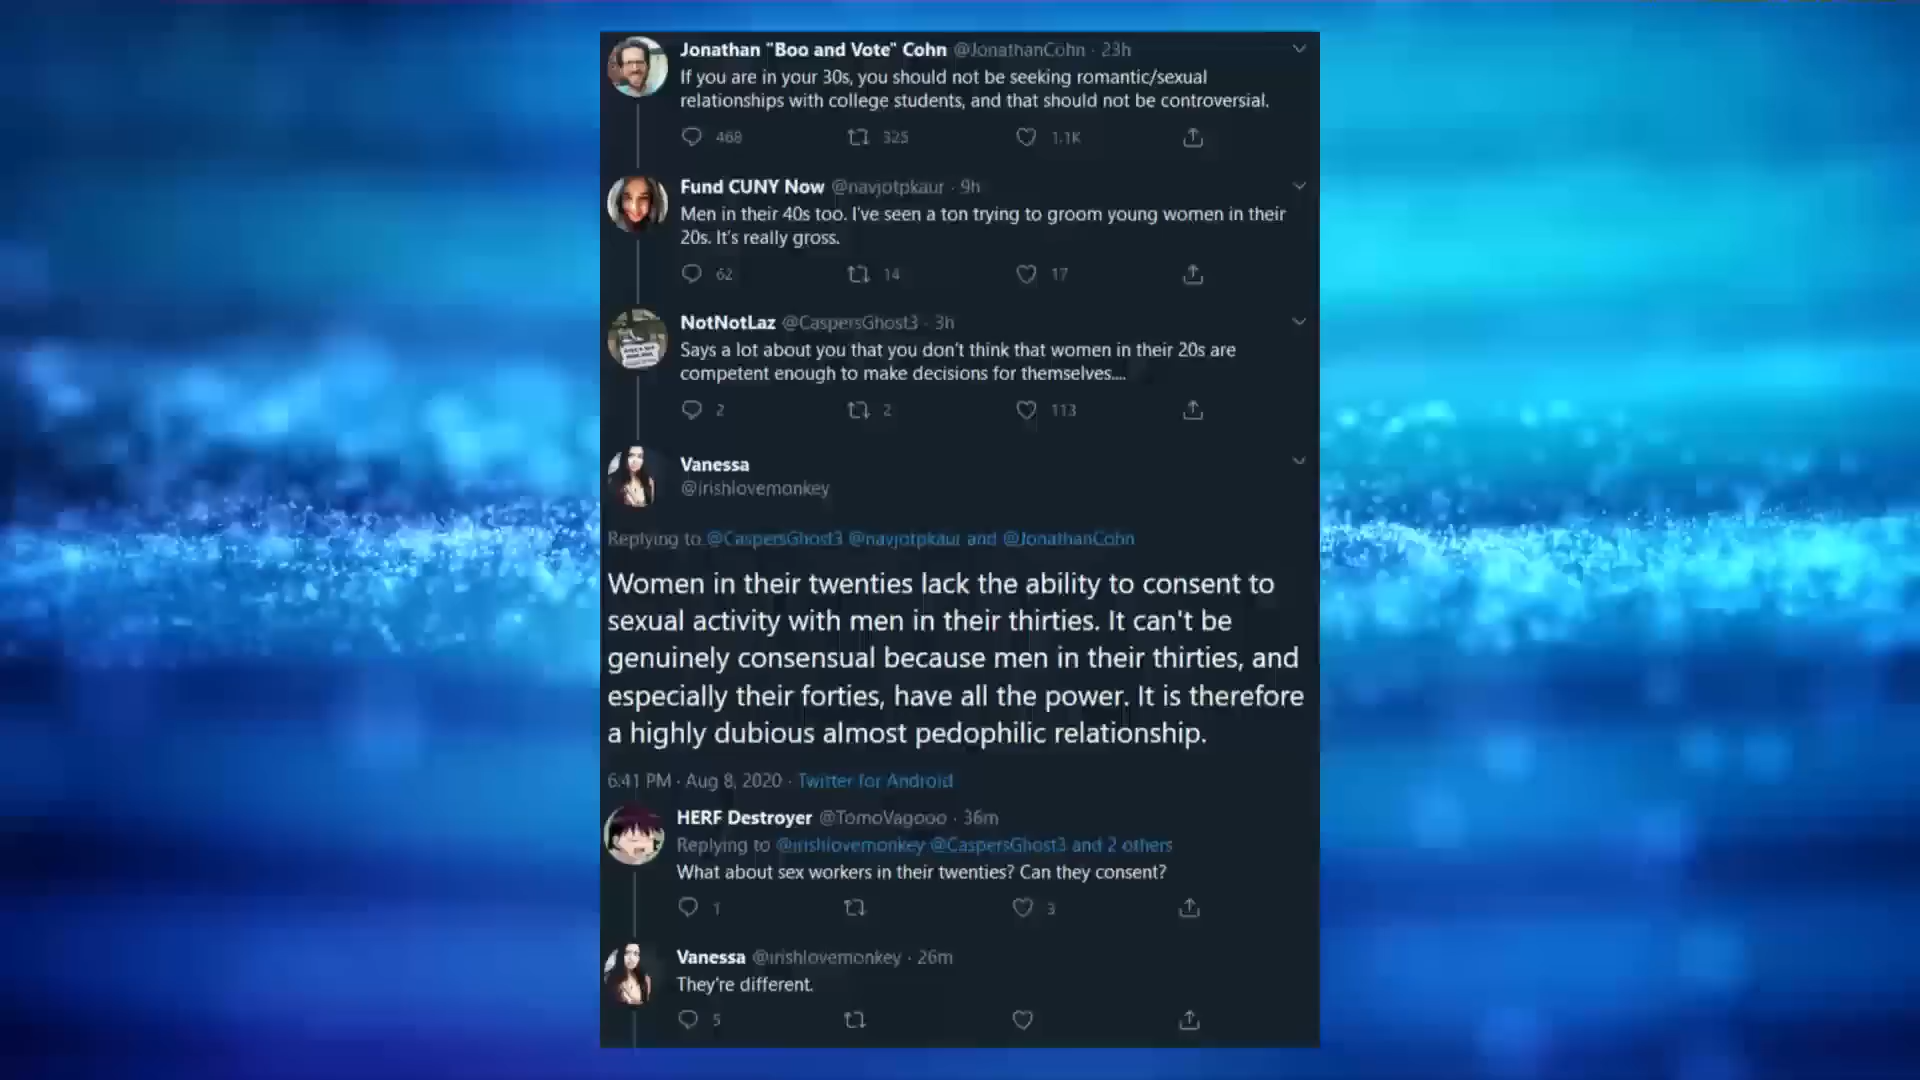 Jonathan "Boo and Vote" Cohn @JonathanCohn · 23h
If you are in your 30s, you should not be seeking romantic/sexual
relationships with college students, and that should not be controversial.
468 325 1.1K
Fund CUNY Now @navjotpkaur · 9h
Men in their 40s too. I've seen a ton trying to groom young women in their
20s. It's really gross.
62 14 17
NotNotLaz @CaspersGhost3 · 3h
Says a lot about you that you don't think that women in their 20s are
competent enough to make decisions for themselves....
2 2 113
Vanessa
@irishlovemonkey
Replying to @CaspersGhost3 @navjotpkaur and @JonathanCohn
Women in their twenties lack the ability to consent to
sexual activity with men in their thirties. It can't be
genuinely consensual because men in their thirties, and
especially their forties, have all the power. It is therefore
a highly dubious almost pedophilic relationship.
6:41 PM · Aug 8, 2020 · Twitter for Android
HERF Destroyer @TomoVagooo · 36m
Replying to @irishlovemonkey @CaspersGhost3 and 2 others
What about sex workers in their twenties? Can they consent?
1 3
Vanessa @irishlovemonkey · 26m
They're different.
5